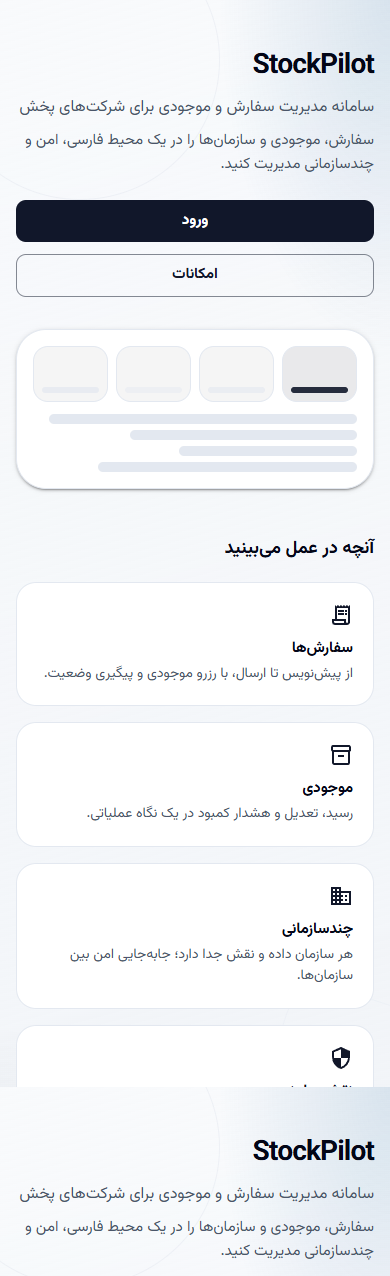 StockPilot
سامانه مدیریت سفارش و موجودی برای شرکت‌های پخش
سفارش، موجودی و سازمان‌ها را در یک محیط فارسی، امن و
چندسازمانی مدیریت کنید.
ورود
امکانات
آنچه در عمل می‌بینید
سفارش‌ها
از پیش‌نویس تا ارسال، با رزرو موجودی و پیگیری وضعیت.
موجودی
رسید، تعدیل و هشدار کمبود در یک نگاه عملیاتی.
چندسازمانی
هر سازمان داده و نقش جدا دارد؛ جابه‌جایی امن بین
سازمان‌ها.
StockPilot
سامانه مدیریت سفارش و موجودی برای شرکت‌های پخش
سفارش، موجودی و سازمان‌ها را در یک محیط فارسی، امن و
چندسازمانی مدیریت کنید.